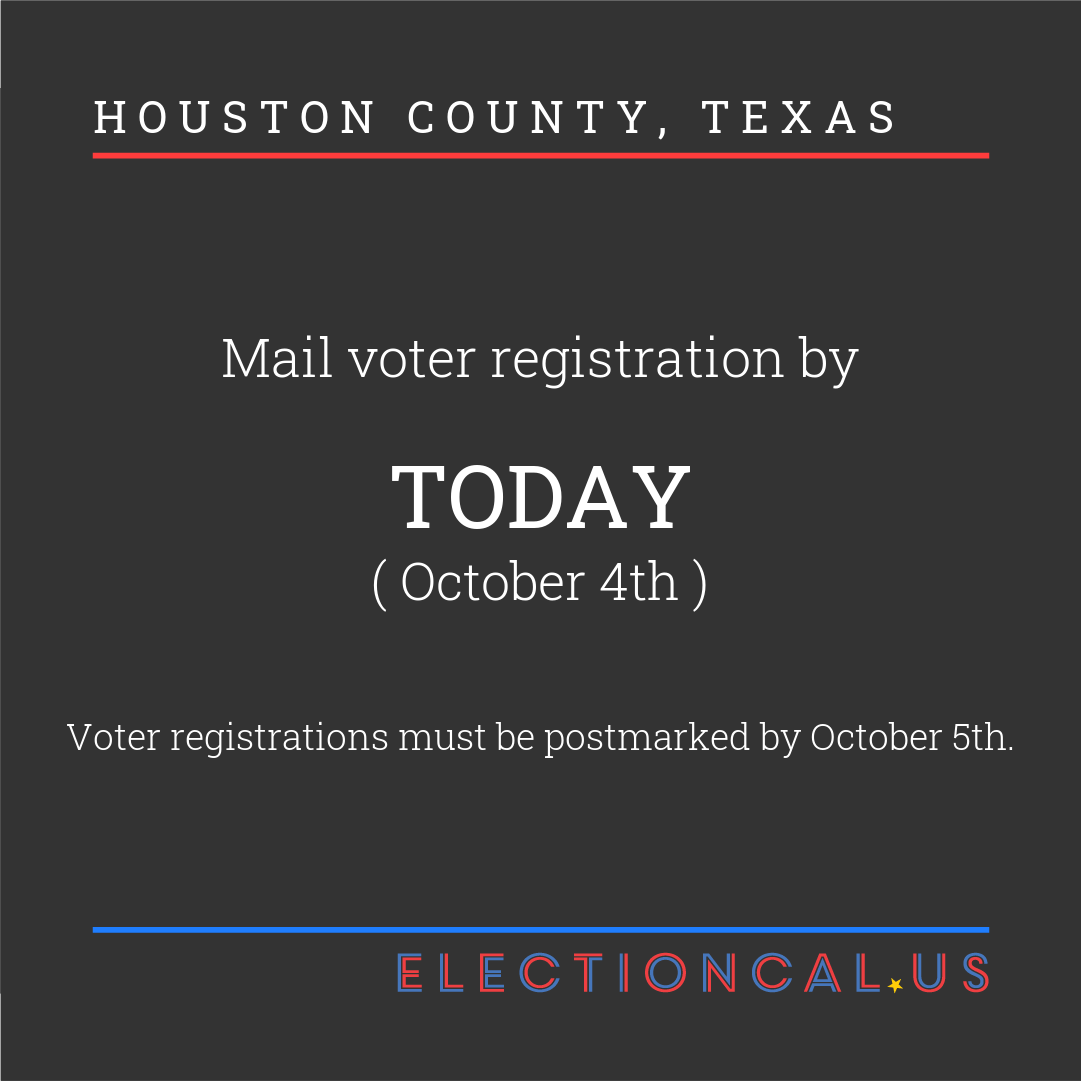 HOUSTON COUNTY, TEXAS
Mail voter registration by
TODAY
( October 4th )
Voter registrations must be postmarked by October 5th.
ELECTIONCAL.US